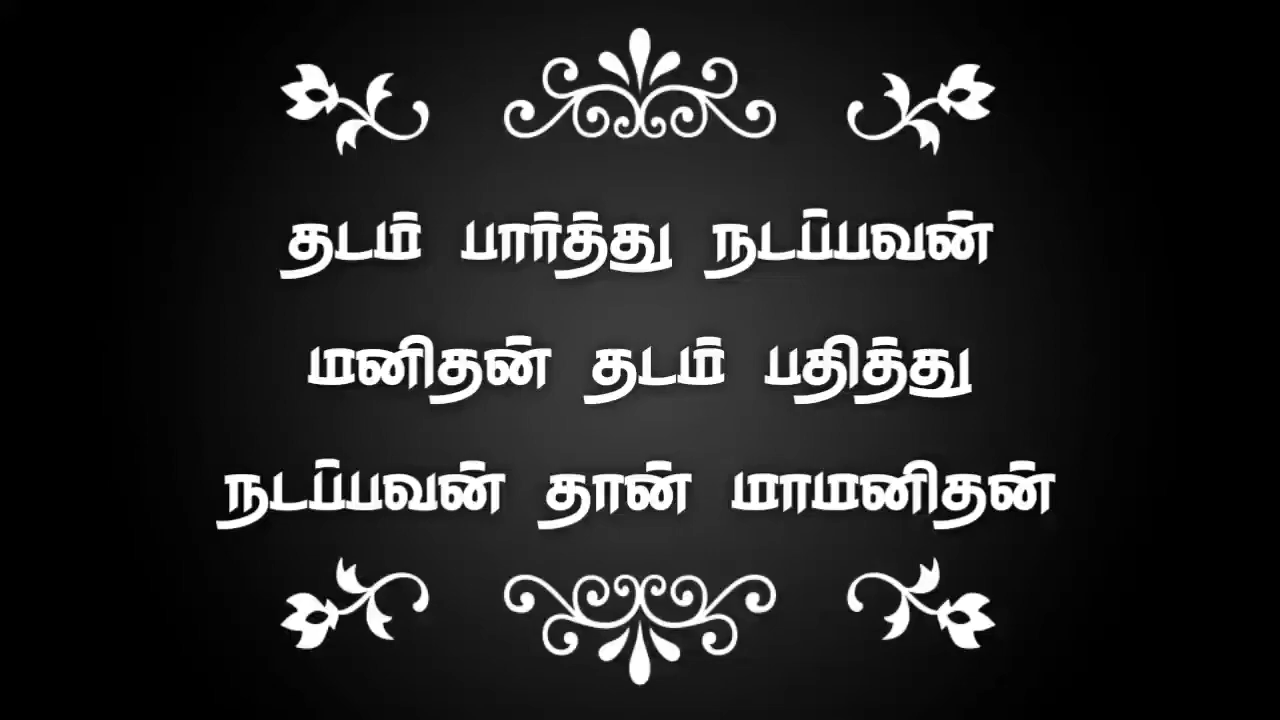 தடம் பார்த்து நடப்பவன்
மனிதன் தடம் பதித்து
நடப்பவன் தான் மாமனிதன்